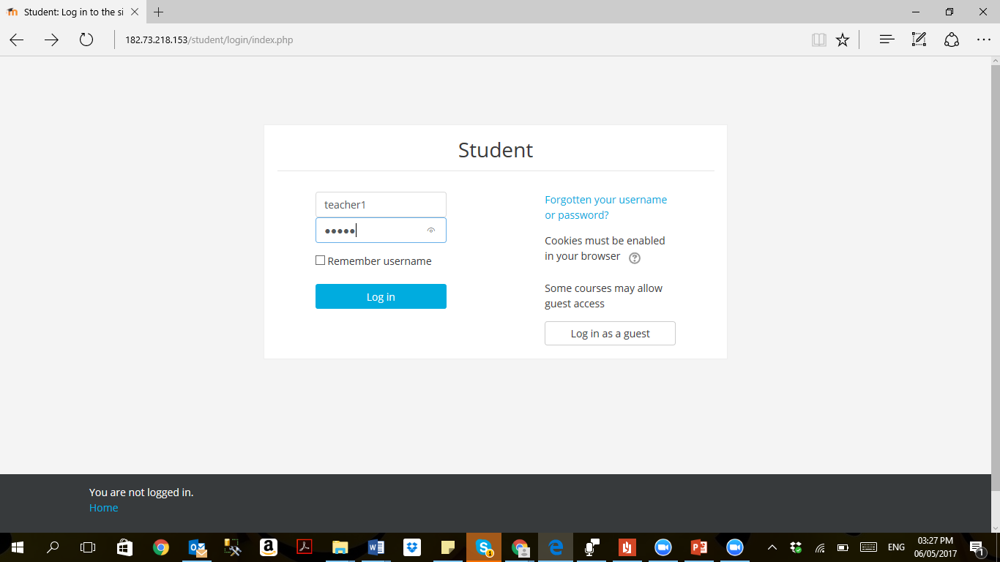 Student: Log in to the si
182.73.218.153/student/login/index.php
Student
teacher1
Remember username
Log in
Forgotten your username
or password?
Cookies must be enabled
in your browser
Some courses may allow
guest access
Log in as a guest
You are not logged in.
Home
ENG
03:27 PM
06/05/2017